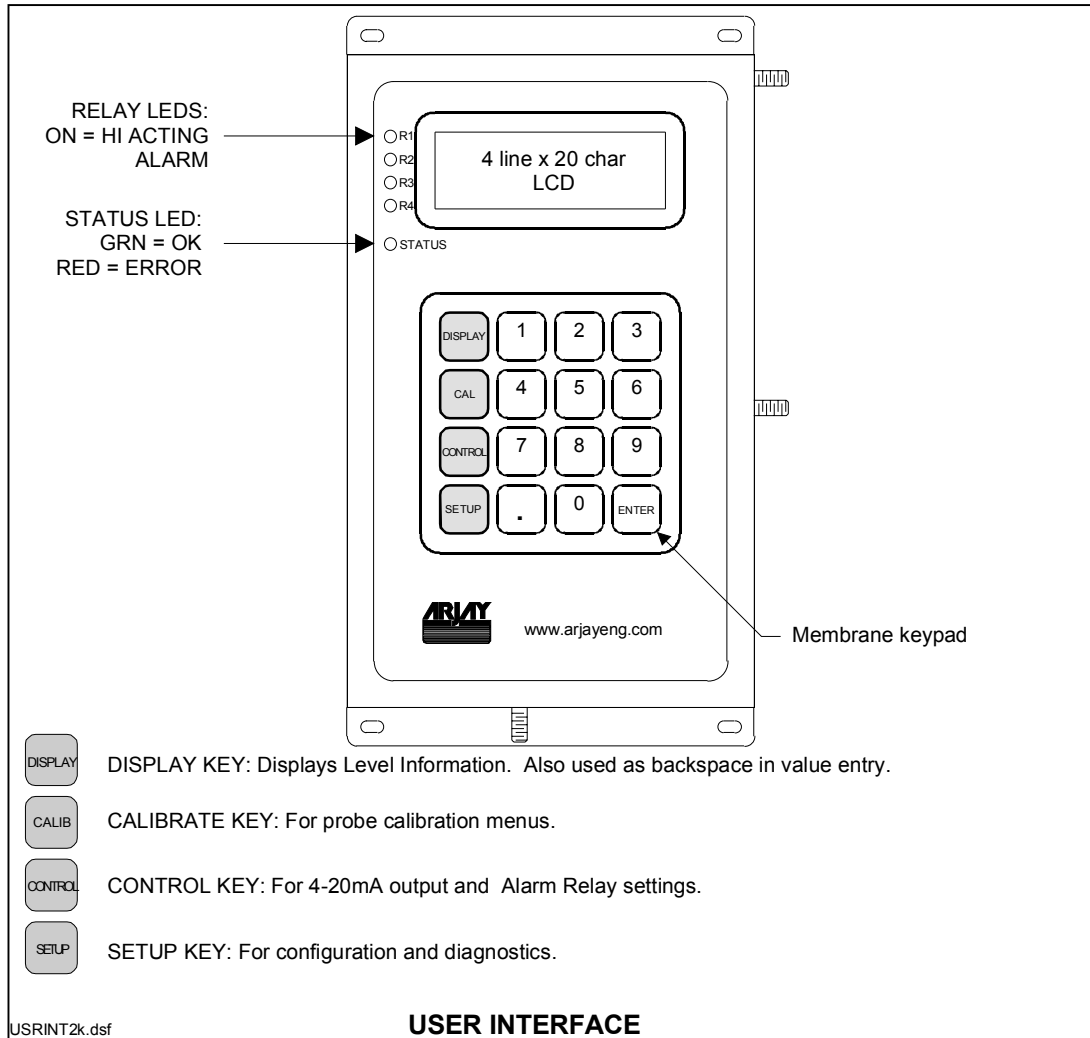 RELAY LEDS:
ON = HI ACTING
ALARM
R1
R2
R3
R4
4 line x 20 char
LCD
STATUS LED:
GRN = OK
RED = ERROR
STATUS
DISPLAY 1 2 3
CAL 4 5 6
CONTROL 7 8 9
SETUP . 0 ENTER
ARJAY
www.arjayeng.com
Membrane keypad
DISPLAY DISPLAY KEY: Displays Level Information. Also used as backspace in value entry.
CALIB CALIBRATE KEY: For probe calibration menus.
CONTROL CONTROL KEY: For 4-20mA output and Alarm Relay settings.
SETUP SETUP KEY: For configuration and diagnostics.
USRINT2k.dsf
USER INTERFACE